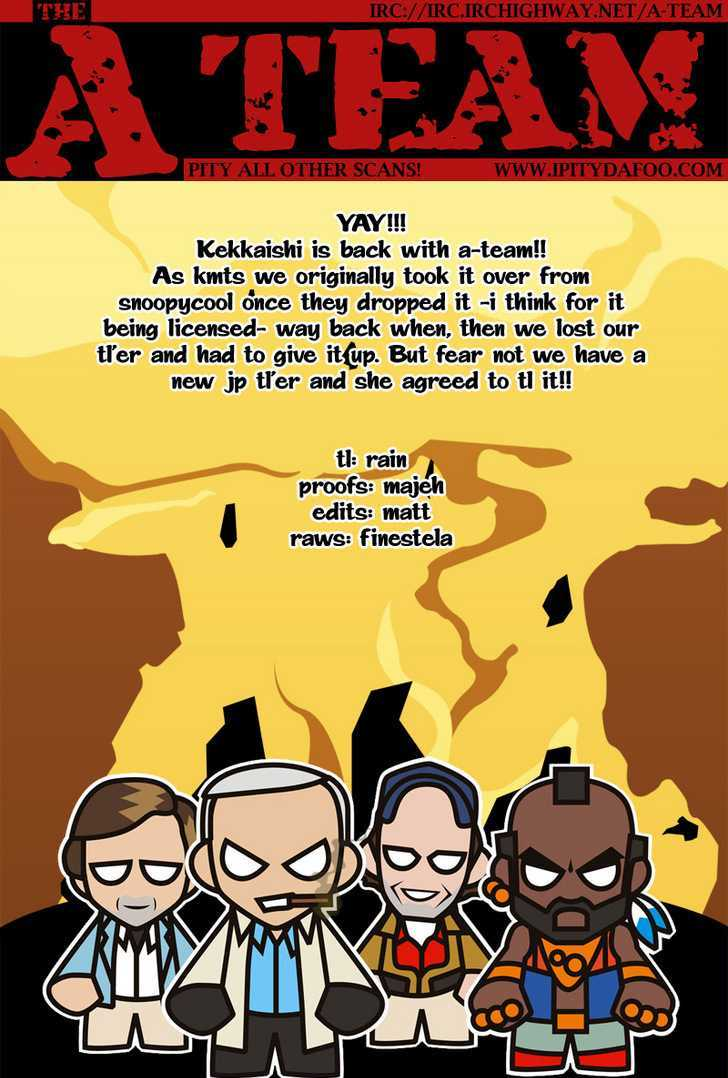 THE
IRC://IRC.IRCHIGHWAY.NET/A-TEAM
A TEAM
PITY ALL OTHER SCANS!
WWW.IPITYDAFOO.COM
YAY!!!
Kekkaishi is back with a-team!!
As kmts we originally took it over from
snoopycool once they dropped it -i think for it
being licensed- way back when, then we lost our
tl'er and had to give it up. But fear not we have a
new jp tl'er and she agreed to tl it!!
tl: rain
proofs: majeh
edits: matt
raws: finestela